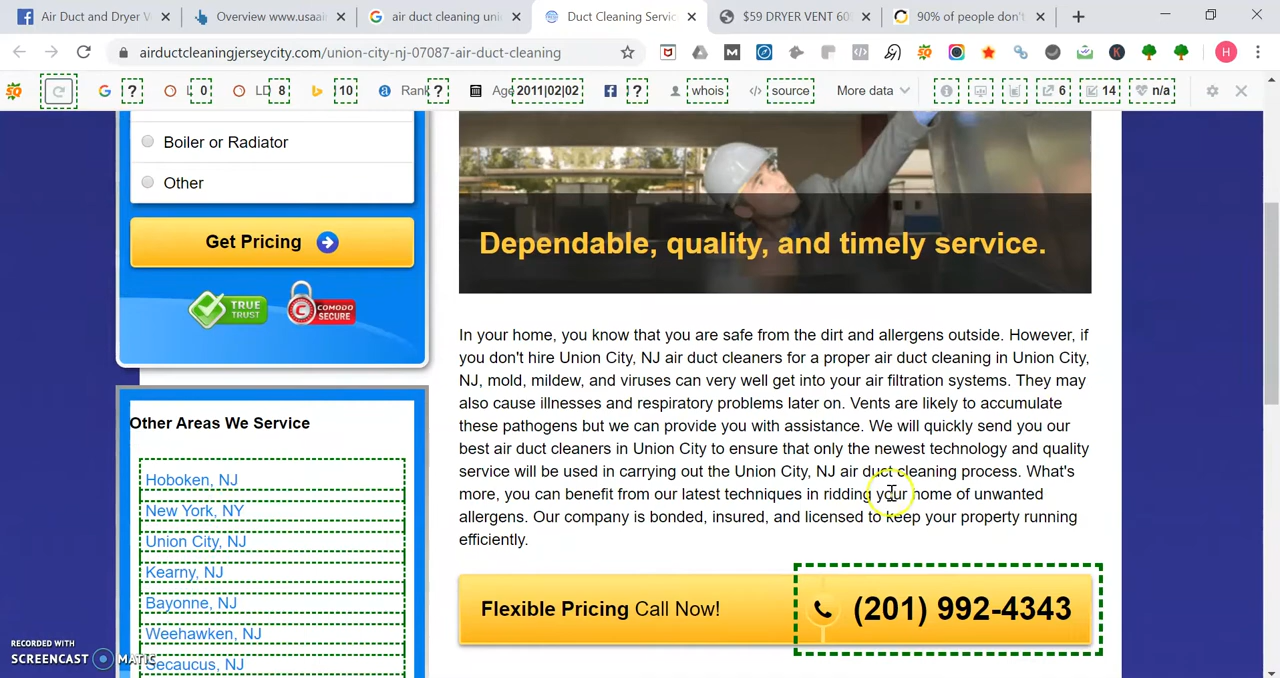 Air Duct and Dryer V
Overview www.usaair
air duct cleaning uni
Duct Cleaning Servic
$59 DRYER VENT 60
90% of people don't
airductcleaningjerseycity.com/union-city-nj-07087-air-duct-cleaning
H
SQ
G ?
L 0
LD 8
10
a Rank ?
Age 2011|02|02
?
whois
source
More data
6
14
n/a
Boiler or Radiator
Other
Get Pricing
TRUE
TRUST
COMODO
SECURE
Other Areas We Service
Hoboken, NJ
New York, NY
Union City, NJ
Kearny, NJ
Bayonne, NJ
Weehawken, NJ
Secaucus, NJ
Dependable, quality, and timely service.
In your home, you know that you are safe from the dirt and allergens outside. However, if
you don't hire Union City, NJ air duct cleaners for a proper air duct cleaning in Union City,
NJ, mold, mildew, and viruses can very well get into your air filtration systems. They may
also cause illnesses and respiratory problems later on. Vents are likely to accumulate
these pathogens but we can provide you with assistance. We will quickly send you our
best air duct cleaners in Union City to ensure that only the newest technology and quality
service will be used in carrying out the Union City, NJ air duct cleaning process. What's
more, you can benefit from our latest techniques in ridding your home of unwanted
allergens. Our company is bonded, insured, and licensed to keep your property running
efficiently.
Flexible Pricing Call Now!
(201) 992-4343
RECORDED WITH
SCREENCAST MATIC